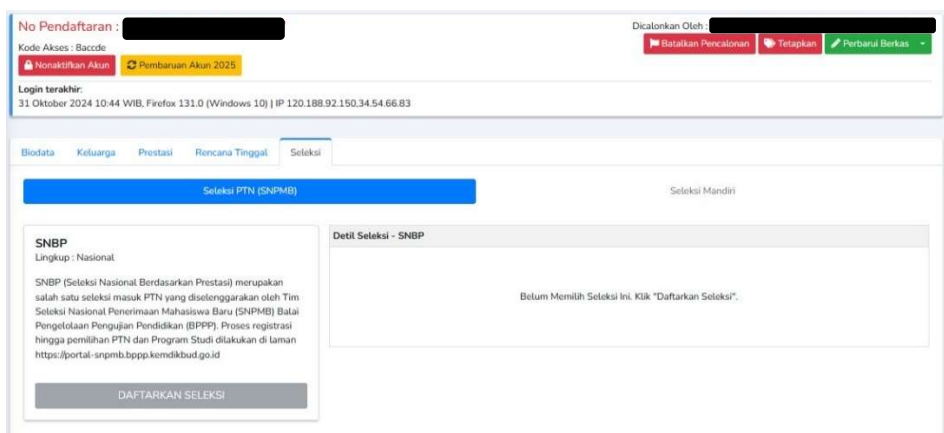 No Pendaftaran :
Dicalonkan Oleh :
Kode Akses : Baccde
Batalkan Pencalonan
Tetapkan
Perbarui Berkas
Nonaktifkan Akun
Pembaruan Akun 2025
Login terakhir:
31 Oktober 2024 10:44 WIB, Firefox 131.0 (Windows 10) | IP 120.188.92.150,34.54.66.83
Biodata Keluarga Prestasi Rencana Tinggal Seleksi
Seleksi PTN (SNPMB)
Seleksi Mandiri
SNBP
Lingkup : Nasional
SNBP (Seleksi Nasional Berdasarkan Prestasi) merupakan
salah satu seleksi masuk PTN yang diselenggarakan oleh Tim
Seleksi Nasional Penerimaan Mahasiswa Baru (SNPMB) Balai
Pengelolaan Pengujian Pendidikan (BPPP). Proses registrasi
hingga pemilihan PTN dan Program Studi dilakukan di laman
https://portal-snpmb.bppp.kemdikbud.go.id
DAFTARKAN SELEKSI
Detil Seleksi - SNBP
Belum Memilih Seleksi Ini. Klik "Daftarkan Seleksi".